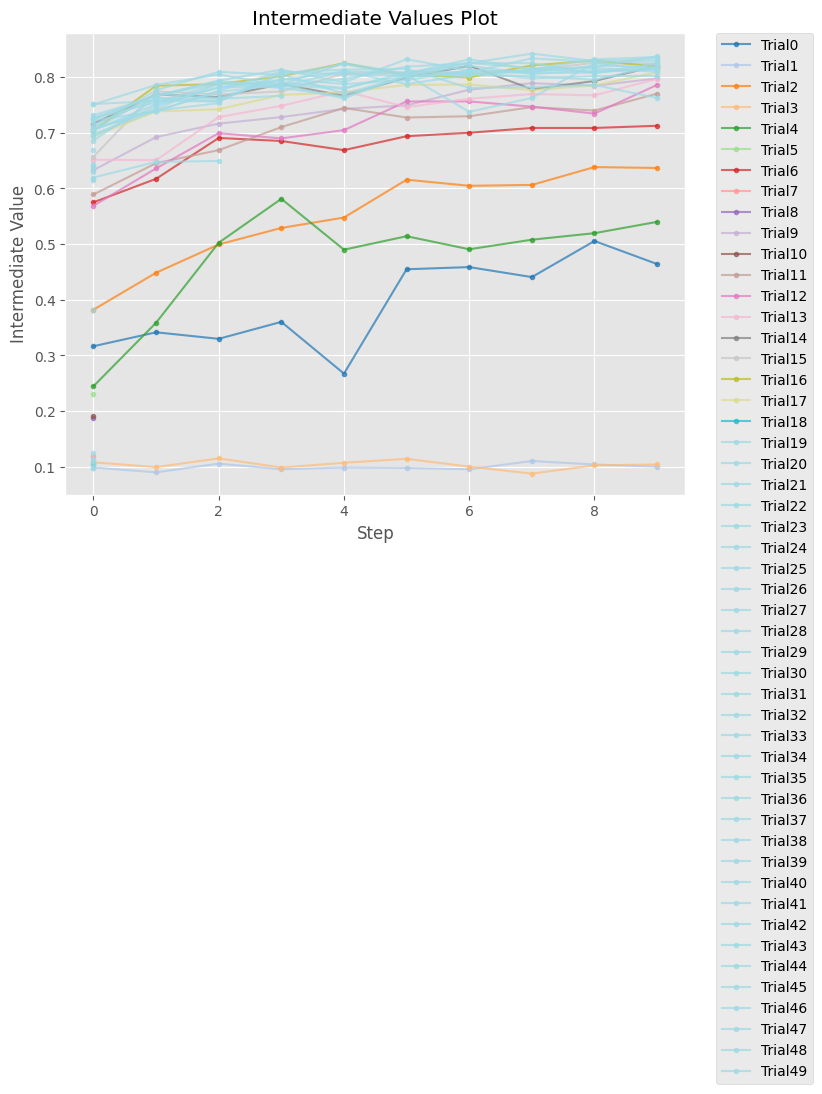 Intermediate Values Plot
Intermediate Value
0.8
0.7
0.6
0.5
0.4
0.3
0.2
0.1
0
2
4
6
8
Step
Trial0
Trial1
Trial2
Trial3
Trial4
Trial5
Trial6
Trial7
Trial8
Trial9
Trial10
Trial11
Trial12
Trial13
Trial14
Trial15
Trial16
Trial17
Trial18
Trial19
Trial20
Trial21
Trial22
Trial23
Trial24
Trial25
Trial26
Trial27
Trial28
Trial29
Trial30
Trial31
Trial32
Trial33
Trial34
Trial35
Trial36
Trial37
Trial38
Trial39
Trial40
Trial41
Trial42
Trial43
Trial44
Trial45
Trial46
Trial47
Trial48
Trial49